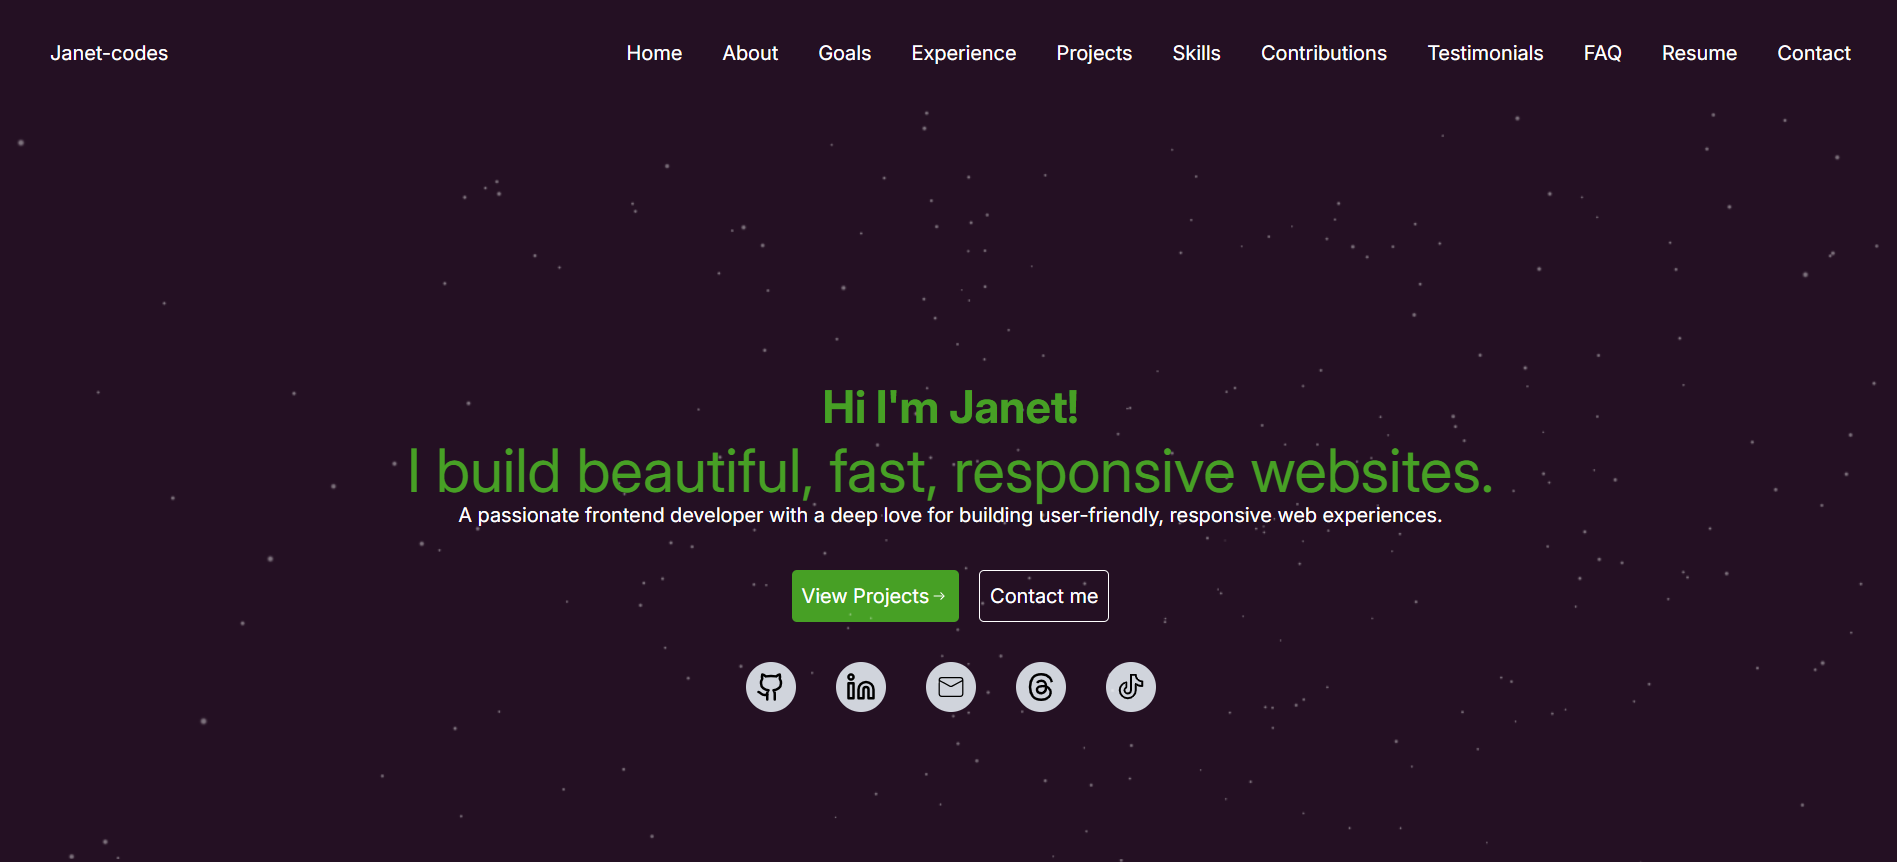 Janet-codes Home About Goals Experience Projects Skills Contributions Testimonials FAQ Resume Contact
Hi I'm Janet!
I build beautiful, fast, responsive websites.
A passionate frontend developer with a deep love for building user-friendly, responsive web experiences.
View Projects → Contact me